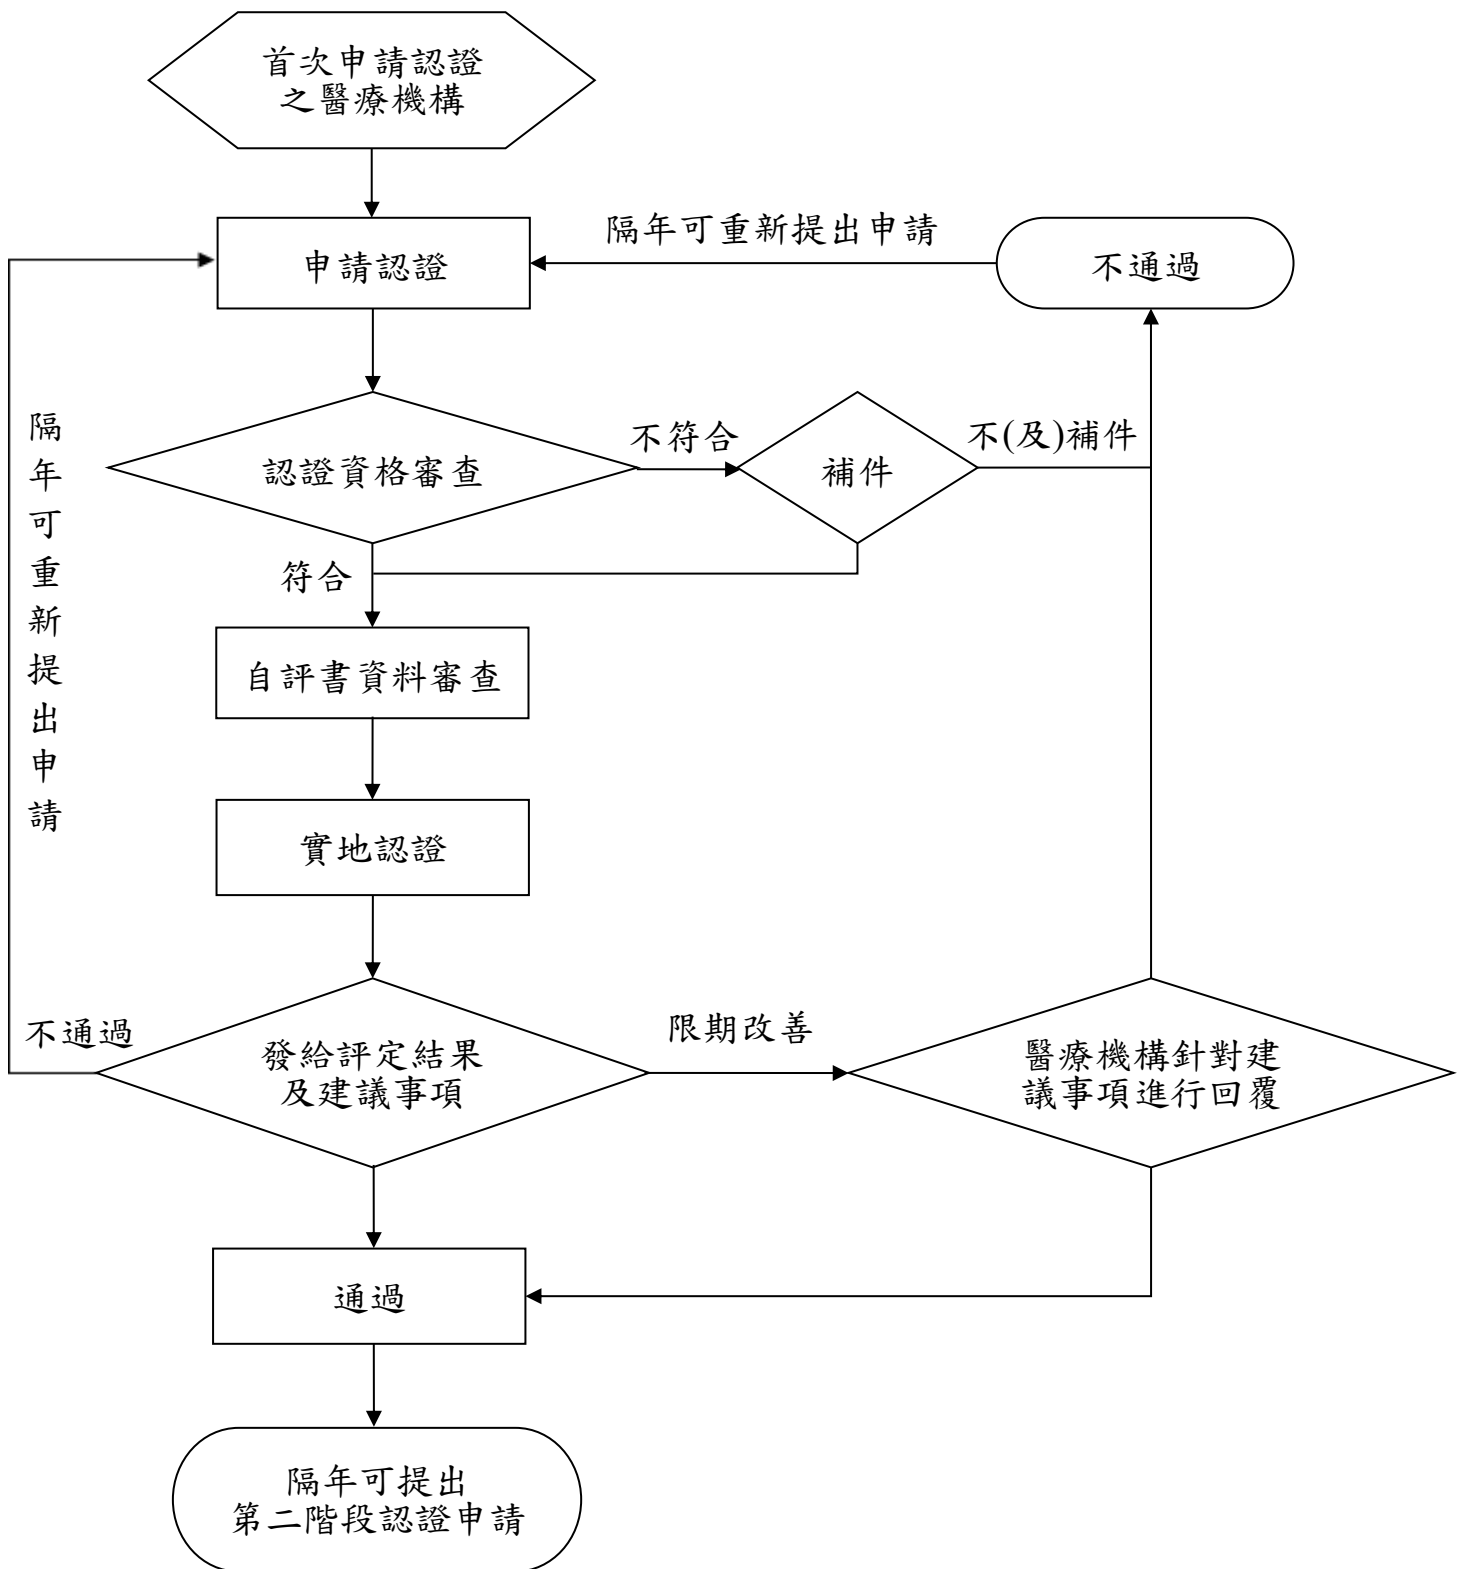 首次申請認證
之醫療機構
隔年可重新提出申請
申請認證
不通過
隔年可重新提出申請
不符合
不(及)補件
認證資格審查
補件
符合
自評書資料審查
實地認證
不通過
限期改善
發給評定結果
及建議事項
醫療機構針對建
議事項進行回覆
通過
隔年可提出
第二階段認證申請